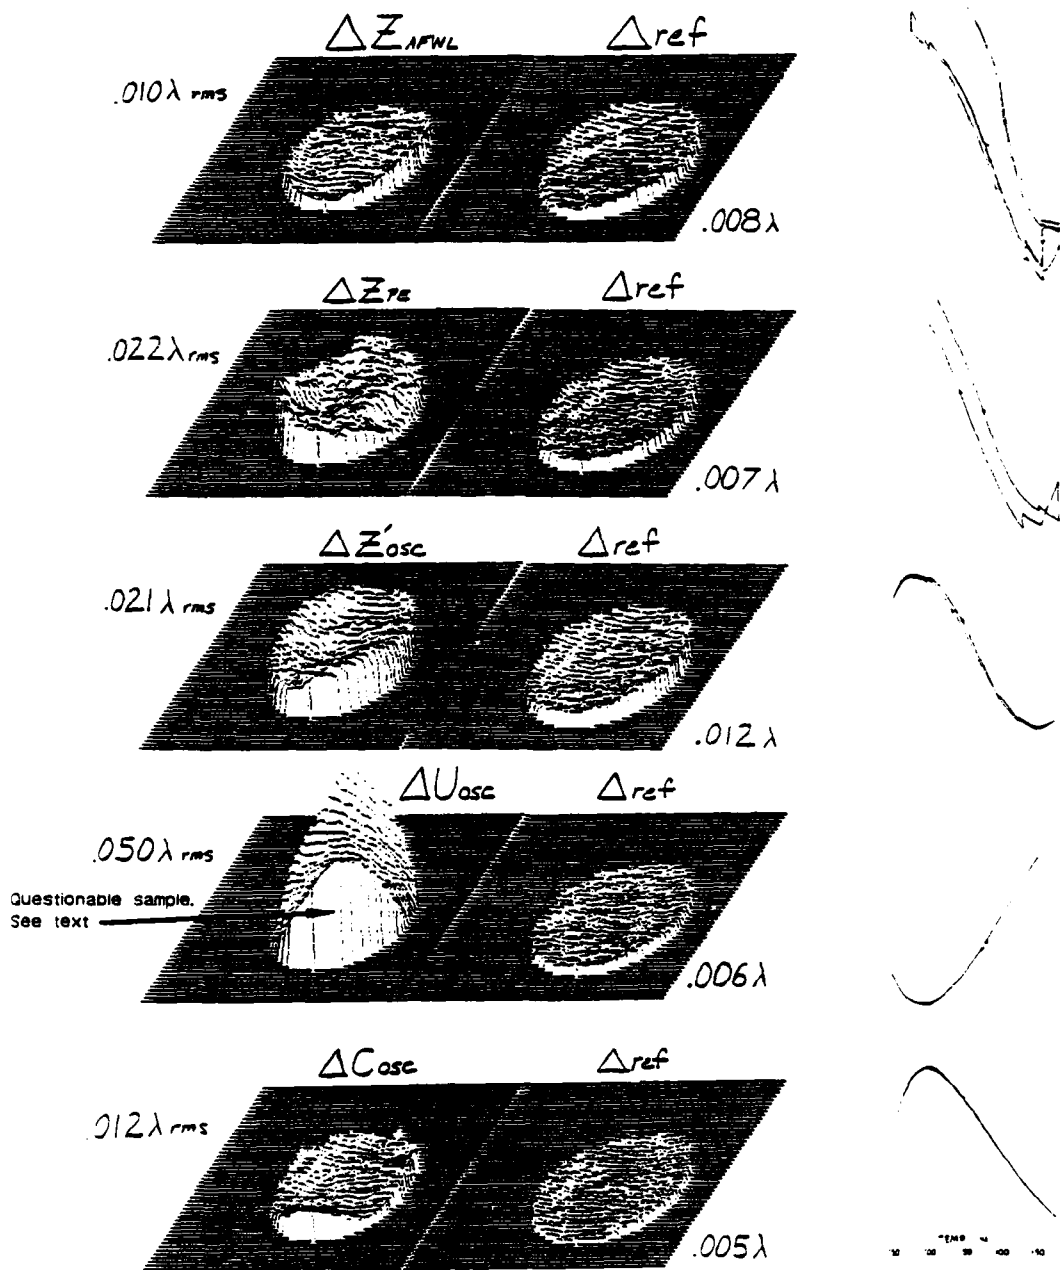 ΔZ_AFWL Δref
.010λ rms
.008λ
ΔZ_PE Δref
.022λ rms
.007λ
ΔZ'osc Δref
.021λ rms
.012λ
ΔUosc Δref
.050λ rms
Questionable sample.
See text
.006λ
ΔCosc Δref
.012λ rms
.005λ